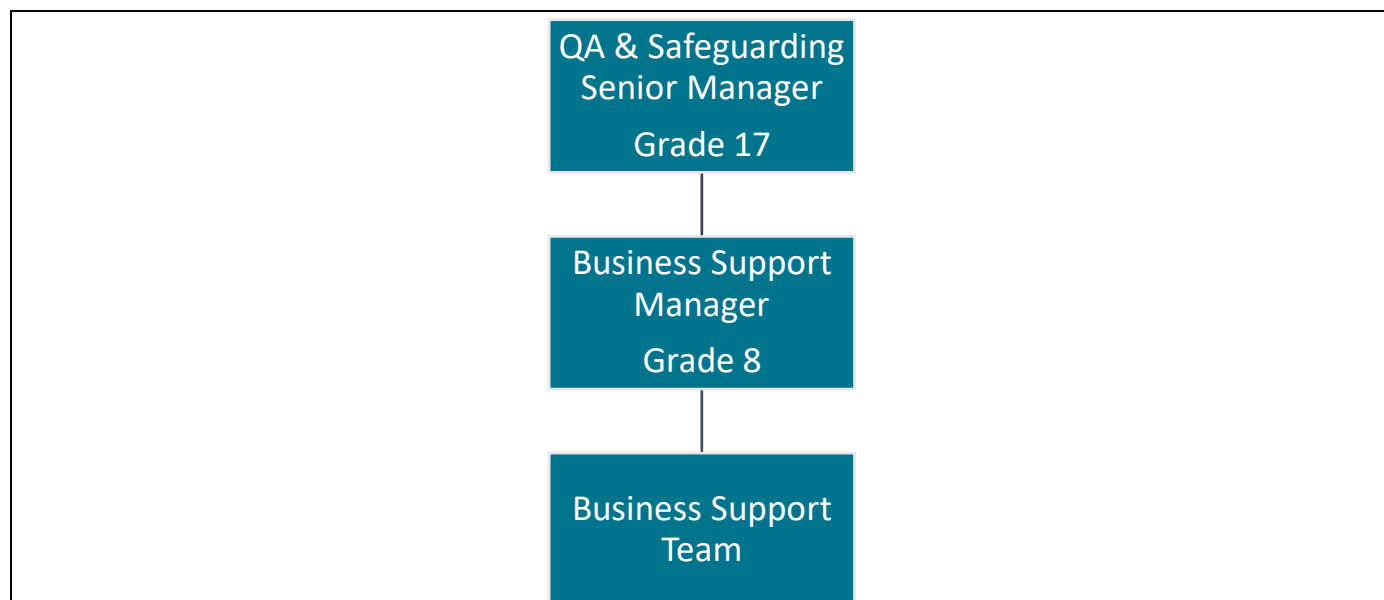 QA & Safeguarding
Senior Manager
Grade 17
Business Support
Manager
Grade 8
Business Support
Team